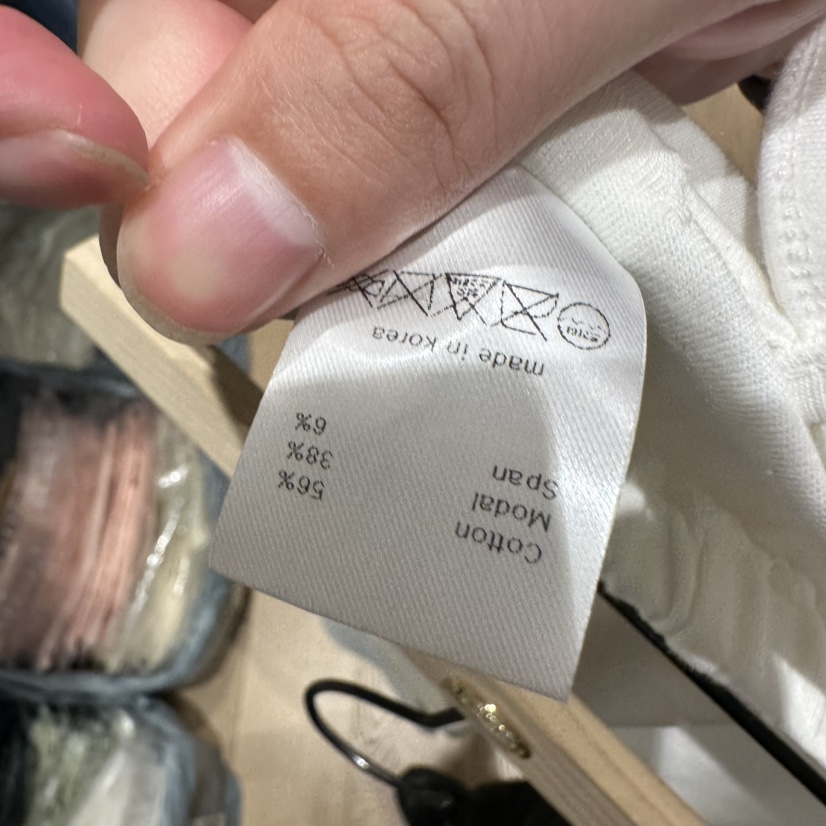 Cotton 56%
Modal 38%
Span 6%
made in korea